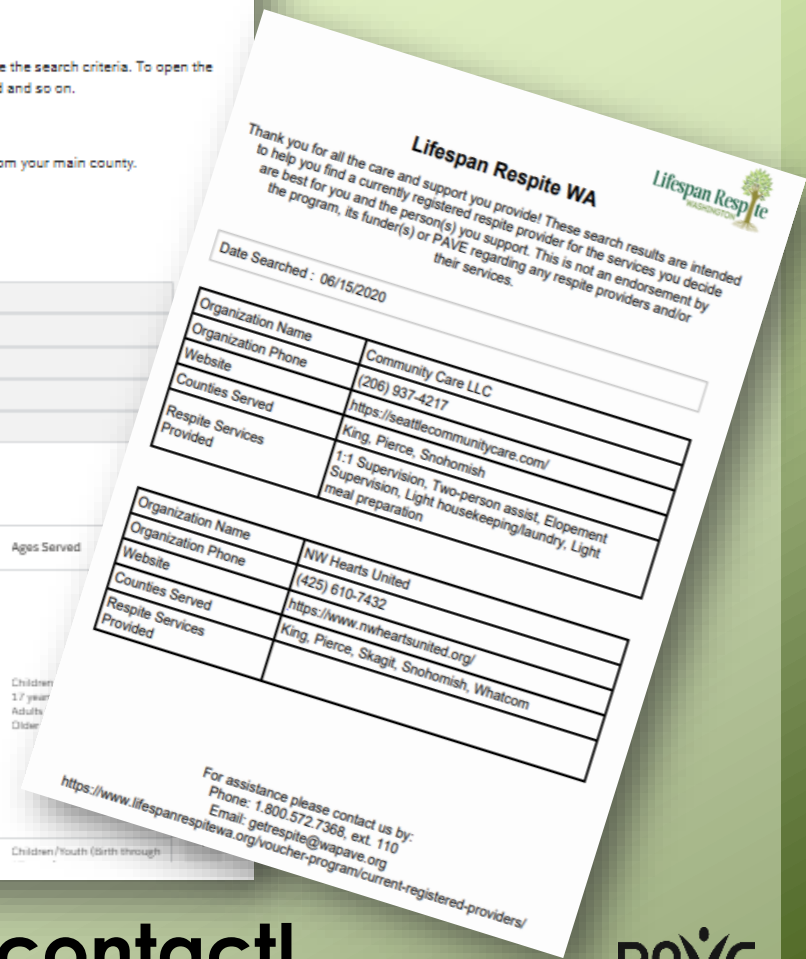 e the search criteria. To open the
d and so on.
om your main county.
Ages Served
Children
17 year
Adults
Older
Children/Youth (Birth through
Lifespan Respite WA
Lifespan Respite
WASHINGTON
Thank you for all the care and support you provide! These search results are intended
to help you find a currently registered respite provider for the services you decide
are best for you and the person(s) you support. This is not an endorsement by
the program, its funder(s) or PAVE regarding any respite providers and/or
their services.
Date Searched : 06/15/2020
Organization Name
Community Care LLC
Organization Phone
(206) 937-4217
Website
https://seattlecommunitycare.com/
Counties Served
King, Pierce, Snohomish
Respite Services
Provided
1:1 Supervision, Two-person assist, Elopement
Supervision, Light housekeeping/laundry, Light
meal preparation
Organization Name
NW Hearts United
Organization Phone
(425) 610-7432
Website
https://www.nwheartsunited.org/
Counties Served
King, Pierce, Skagit, Snohomish, Whatcom
Respite Services
Provided
For assistance please contact us by:
Phone: 1.800.572.7368, ext. 110
Email: getrespite@wapave.org
https://www.lifespanrespitewa.org/voucher-program/current-registered-providers/
contact!